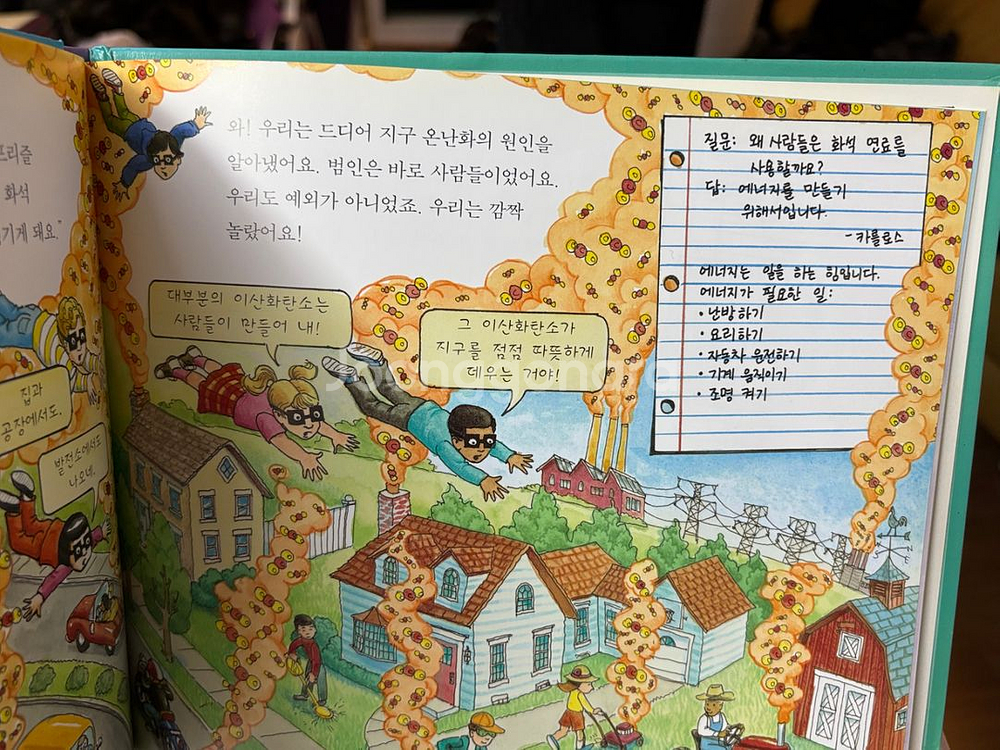 프리즐
화석
기게 돼요."
집과
공장에서도.
발전소에서도
나오네.
와! 우리는 드디어 지구 온난화의 원인을
알아냈어요. 범인은 바로 사람들이었어요.
우리도 예외가 아니었죠. 우리는 깜짝
놀랐어요!
대부분의 이산화탄소는
사람들이 만들어 내!
그 이산화탄소가
지구를 점점 따뜻하게
데우는 거야!
질문: 왜 사람들은 화석 연료를
사용할까요?
답: 에너지를 만들기
위해서입니다.
-카를로스
에너지는 일을 하는 힘입니다.
에너지가 필요한 일:
• 난방하기
• 요리하기
• 자동차 운전하기
• 기계 움직이기
• 조명 켜기